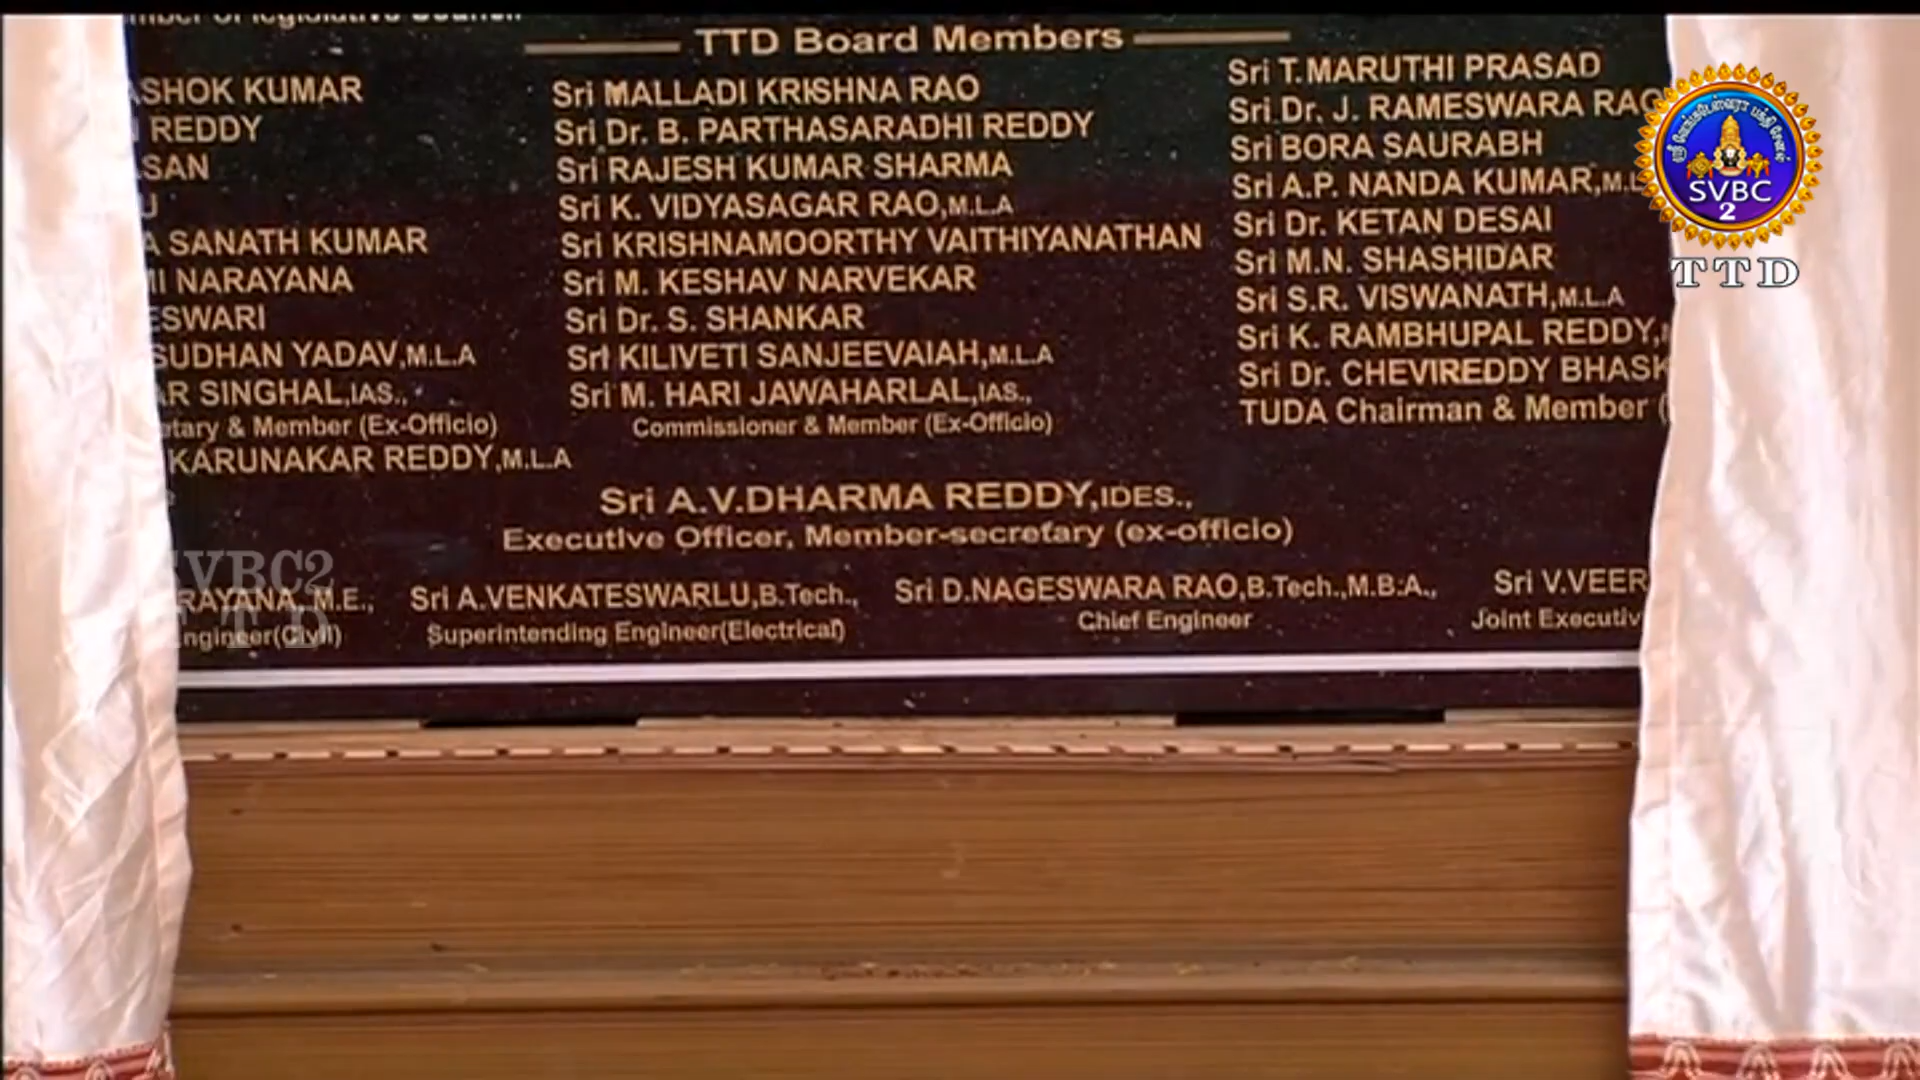 TTD Board Members
SHOK KUMAR
REDDY
SAN
SANATH KUMAR
NARAYANA
ESWARI
SUDHAN YADAV,M.L.A
R SINGHAL,IAS.,
tary & Member (Ex-Officio)
KARUNAKAR REDDY,M.L.A
Sri MALLADI KRISHNA RAO
Sri Dr. B. PARTHASARADHI REDDY
Sri RAJESH KUMAR SHARMA
Sri K. VIDYASAGAR RAO,M.L.A
Sri KRISHNAMOORTHY VAITHIYANATHAN
Sri M. KESHAV NARVEKAR
Sri Dr. S. SHANKAR
Sri KILIVETI SANJEEVAIAH,M.L.A
Sri M. HARI JAWAHARLAL,IAS.,
Commissioner & Member (Ex-Officio)
Sri T.MARUTHI PRASAD
Sri Dr. J. RAMESWARA RAO
Sri BORA SAURABH
Sri A.P. NANDA KUMAR,M.L
Sri Dr. KETAN DESAI
Sri M.N. SHASHIDAR
Sri S.R. VISWANATH,M.L.A
Sri K. RAMBHUPAL REDDY,
Sri Dr. CHEVIREDDY BHASK
TUDA Chairman & Member (
Sri A.V.DHARMA REDDY,IDES.,
Executive Officer, Member-secretary (ex-officio)
RAYANA, M.E.,
ngineer(Civil)
Sri A.VENKATESWARLU,B.Tech.,
Superintending Engineer(Electrical)
Sri D.NAGESWARA RAO,B.Tech.,M.B.A.,
Chief Engineer
Sri V.VEER
Joint Executiv
SVBC
2
TTD
SVBC2
TTD